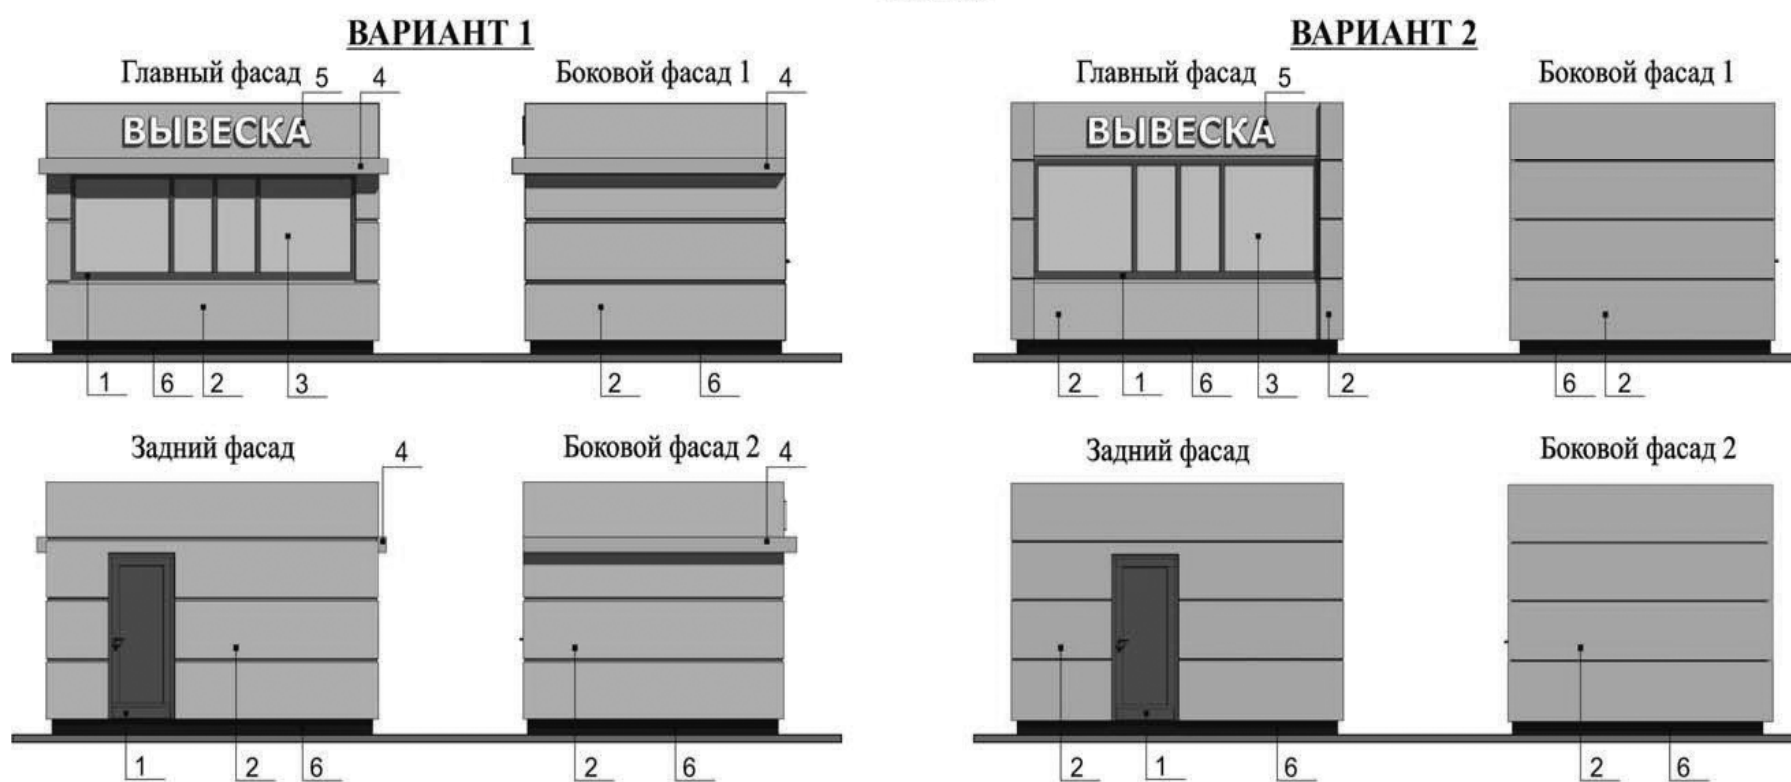 ВАРИАНТ 1
Главный фасад 5 4
ВЫВЕСКА
1 6 2 3
Боковой фасад 1 4
2 6
Задний фасад 4
1 2 6
Боковой фасад 2 4
2 6
ВАРИАНТ 2
Главный фасад 5
ВЫВЕСКА
2 1 6 3 2
Боковой фасад 1
6 2
Задний фасад
2 1 6
Боковой фасад 2
2 6